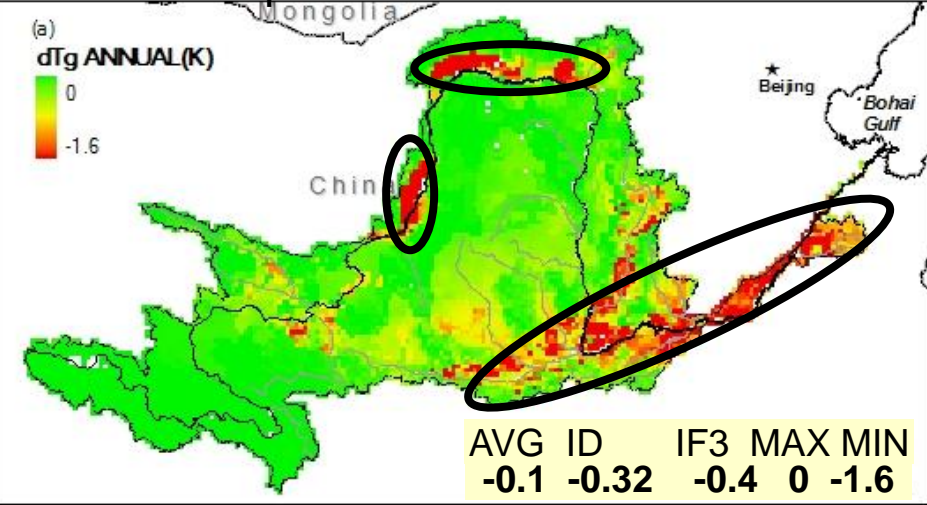 Mongolia
(a)
dTg ANNUAL(K)
0
-1.6
Beijing
Bohai
Gulf
China
AVG ID IF3 MAX MIN
-0.1 -0.32 -0.4 0 -1.6